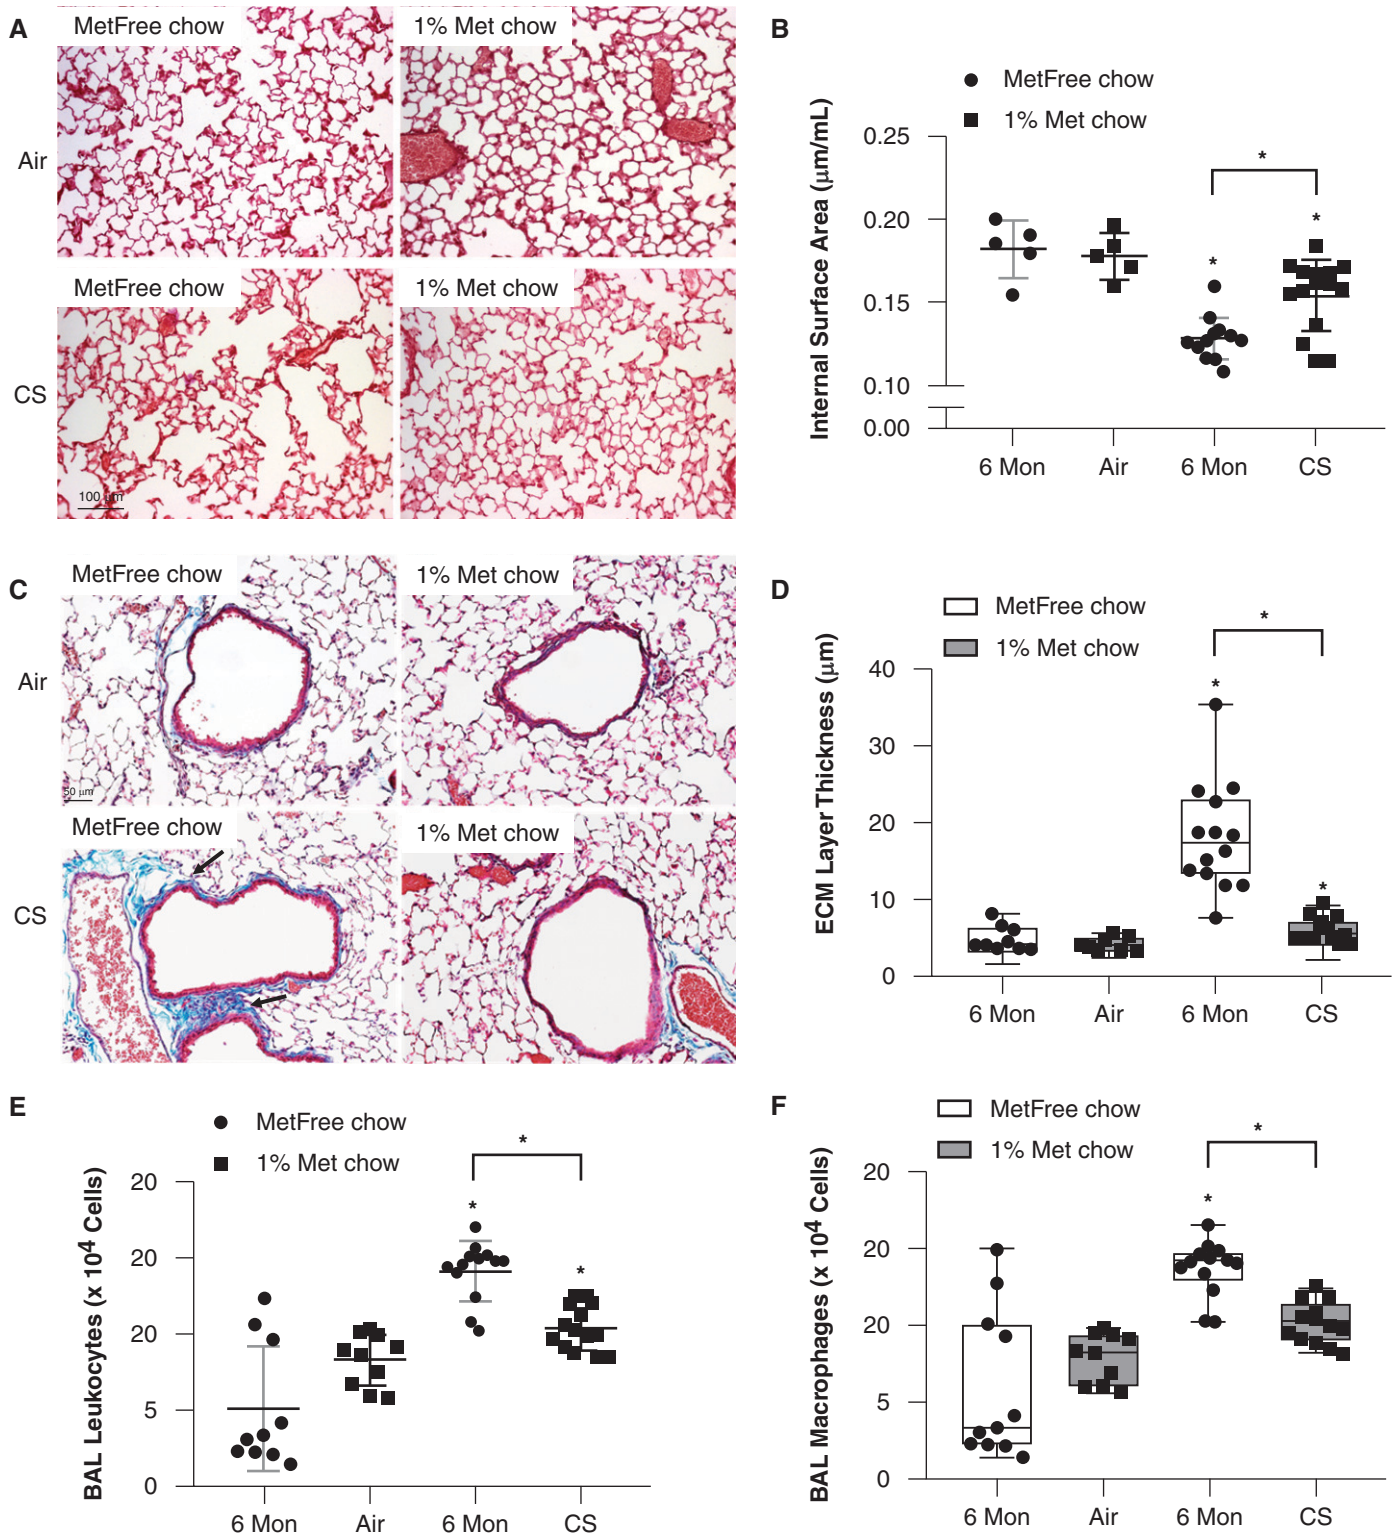 A
MetFree chow
1% Met chow
Air
MetFree chow
1% Met chow
CS
100 μm
B
MetFree chow
1% Met chow
Internal Surface Area (μm/mL)
0.25
0.20
0.15
0.10
0.00
*
*
*
6 Mon
Air
6 Mon
CS
C
MetFree chow
1% Met chow
Air
50 μm
MetFree chow
1% Met chow
CS
D
MetFree chow
1% Met chow
ECM Layer Thickness (μm)
40
30
20
10
0
*
*
*
6 Mon
Air
6 Mon
CS
E
MetFree chow
1% Met chow
BAL Leukocytes (x 10⁴ Cells)
20
20
20
5
0
*
*
*
6 Mon
Air
6 Mon
CS
F
MetFree chow
1% Met chow
BAL Macrophages (x 10⁴ Cells)
20
20
20
5
0
*
*
6 Mon
Air
6 Mon
CS